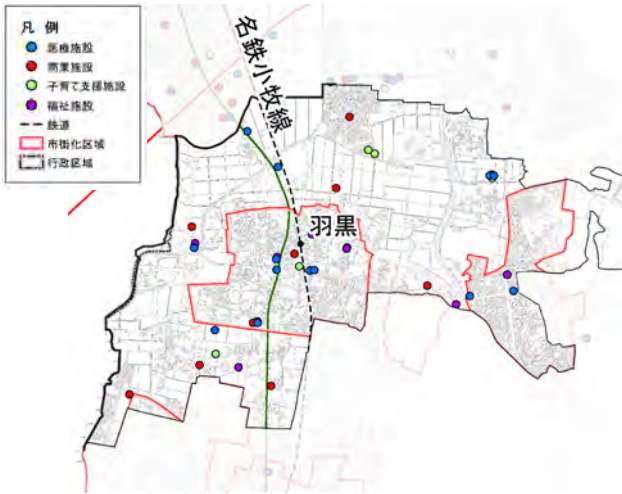 凡 例
医療施設
商業施設
子育て支援施設
福祉施設
鉄道
市街化区域
行政区域
名鉄小牧線
羽黒